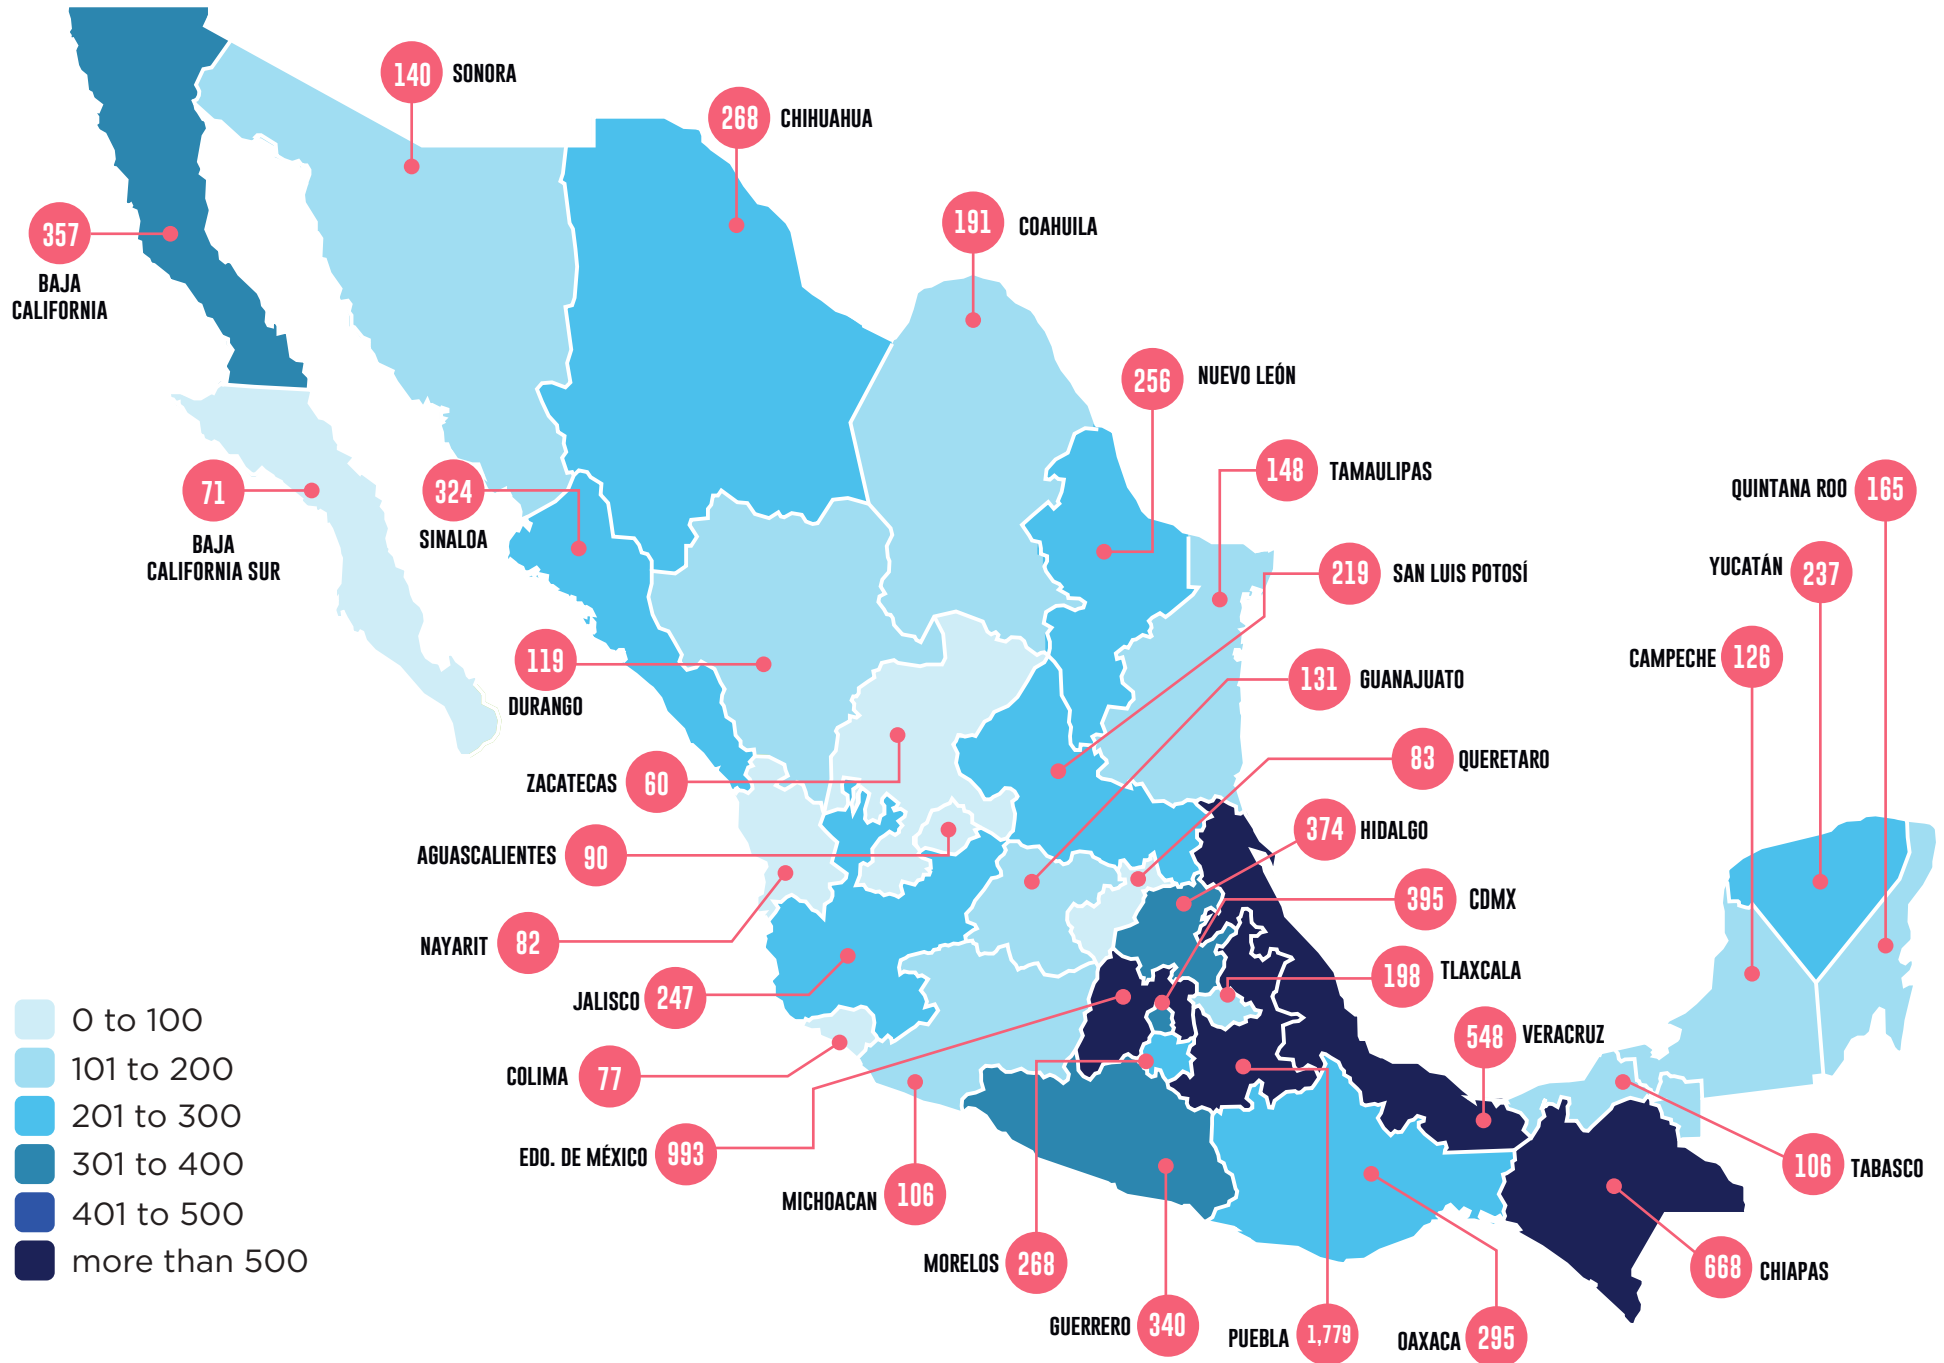 140 SONORA
268 CHIHUAHUA
191 COAHUILA
357
BAJA
CALIFORNIA
256 NUEVO LEÓN
148 TAMAULIPAS
71
BAJA
CALIFORNIA SUR
324
SINALOA
QUINTANA ROO 165
YUCATÁN 237
219 SAN LUIS POTOSÍ
CAMPECHE 126
119
DURANGO
131 GUANAJUATO
83 QUERETARO
ZACATECAS 60
374 HIDALGO
AGUASCALIENTES 90
395 CDMX
NAYARIT 82
198 TLAXCALA
JALISCO 247
548 VERACRUZ
COLIMA 77
EDO. DE MÉXICO 993
106 TABASCO
MICHOACAN 106
MORELOS 268
668 CHIAPAS
GUERRERO 340
PUEBLA 1,779
OAXACA 295
0 to 100
101 to 200
201 to 300
301 to 400
401 to 500
more than 500